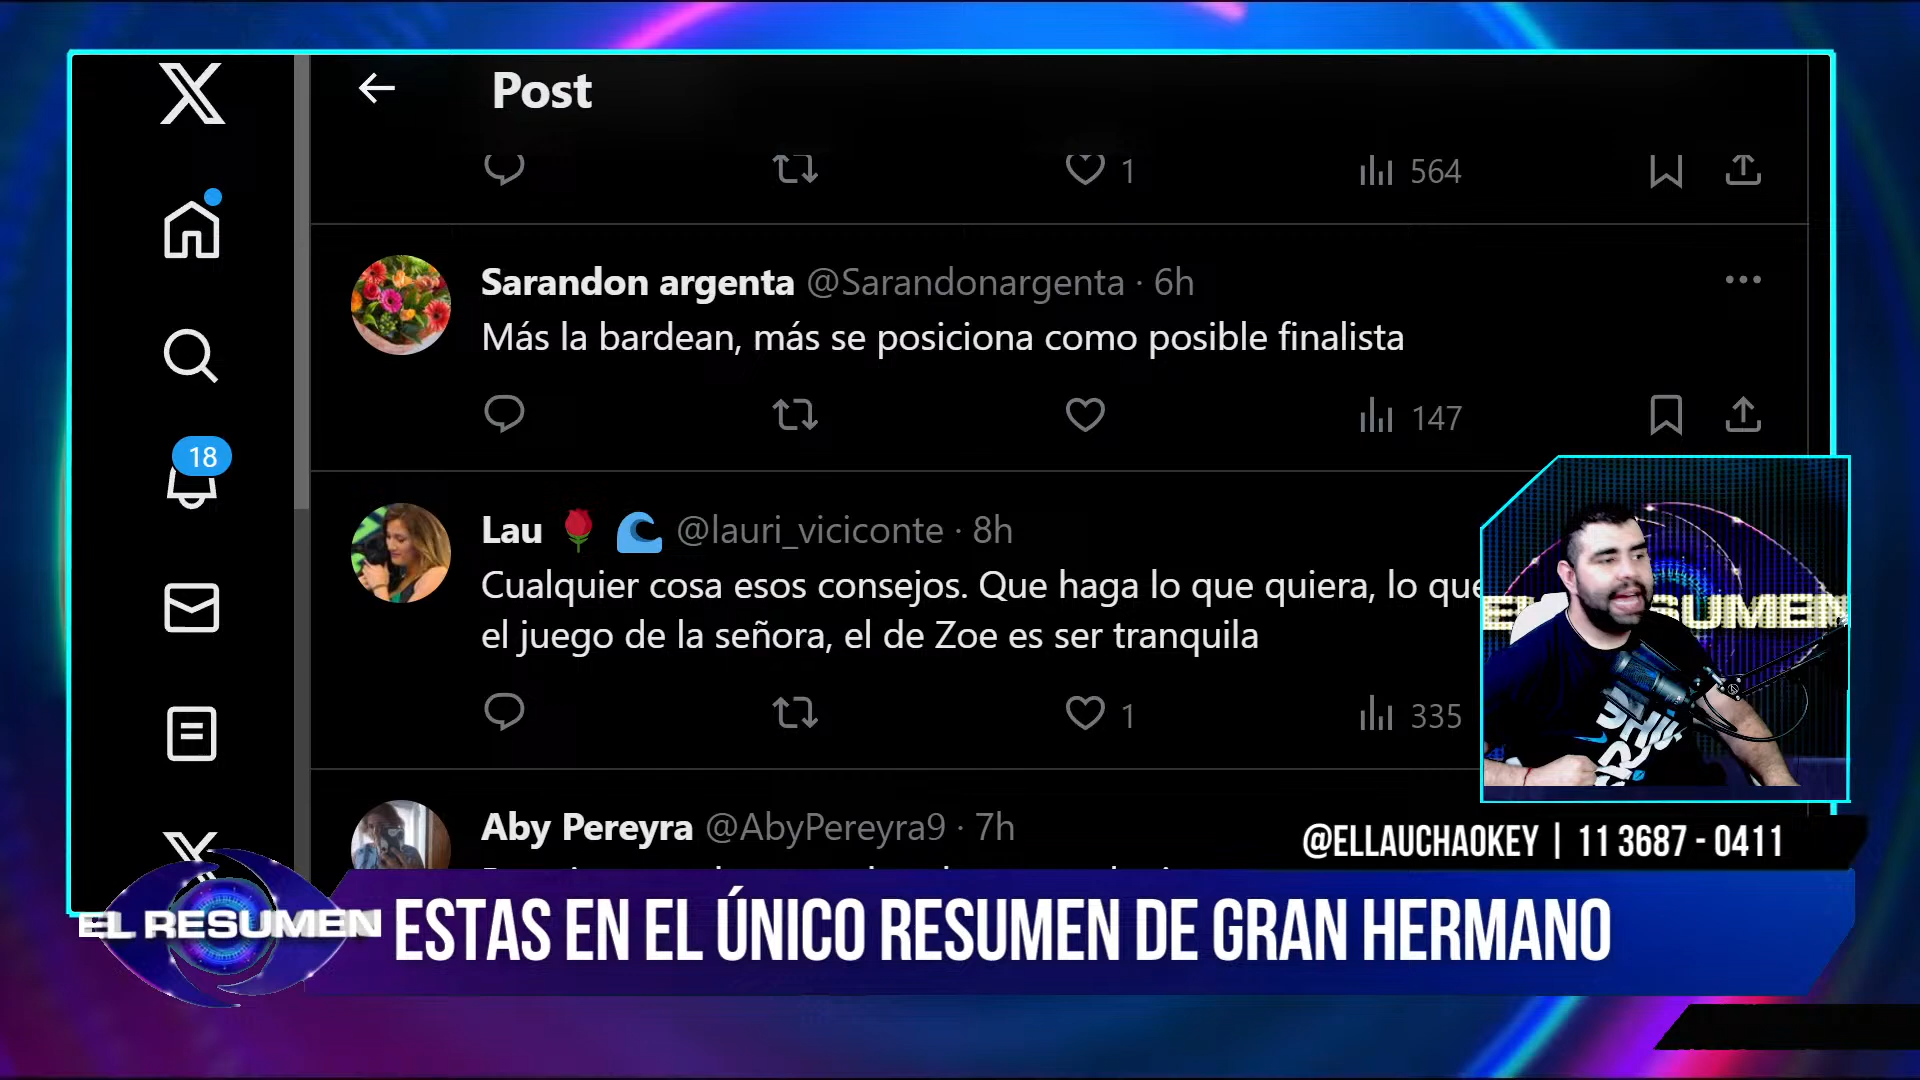 Post
1
564
Sarandon argenta @Sarandonargenta · 6h
Más la bardean, más se posiciona como posible finalista
147
18
Lau @lauri_viciconte · 8h
Cualquier cosa esos consejos. Que haga lo que quiera, lo que
el juego de la señora, el de Zoe es ser tranquila
1
335
EL RESUMEN
Aby Pereyra @AbyPereyra9 · 7h
@ELLAUCHAOKEY | 11 3687 - 0411
EL RESUMEN
ESTAS EN EL ÚNICO RESUMEN DE GRAN HERMANO